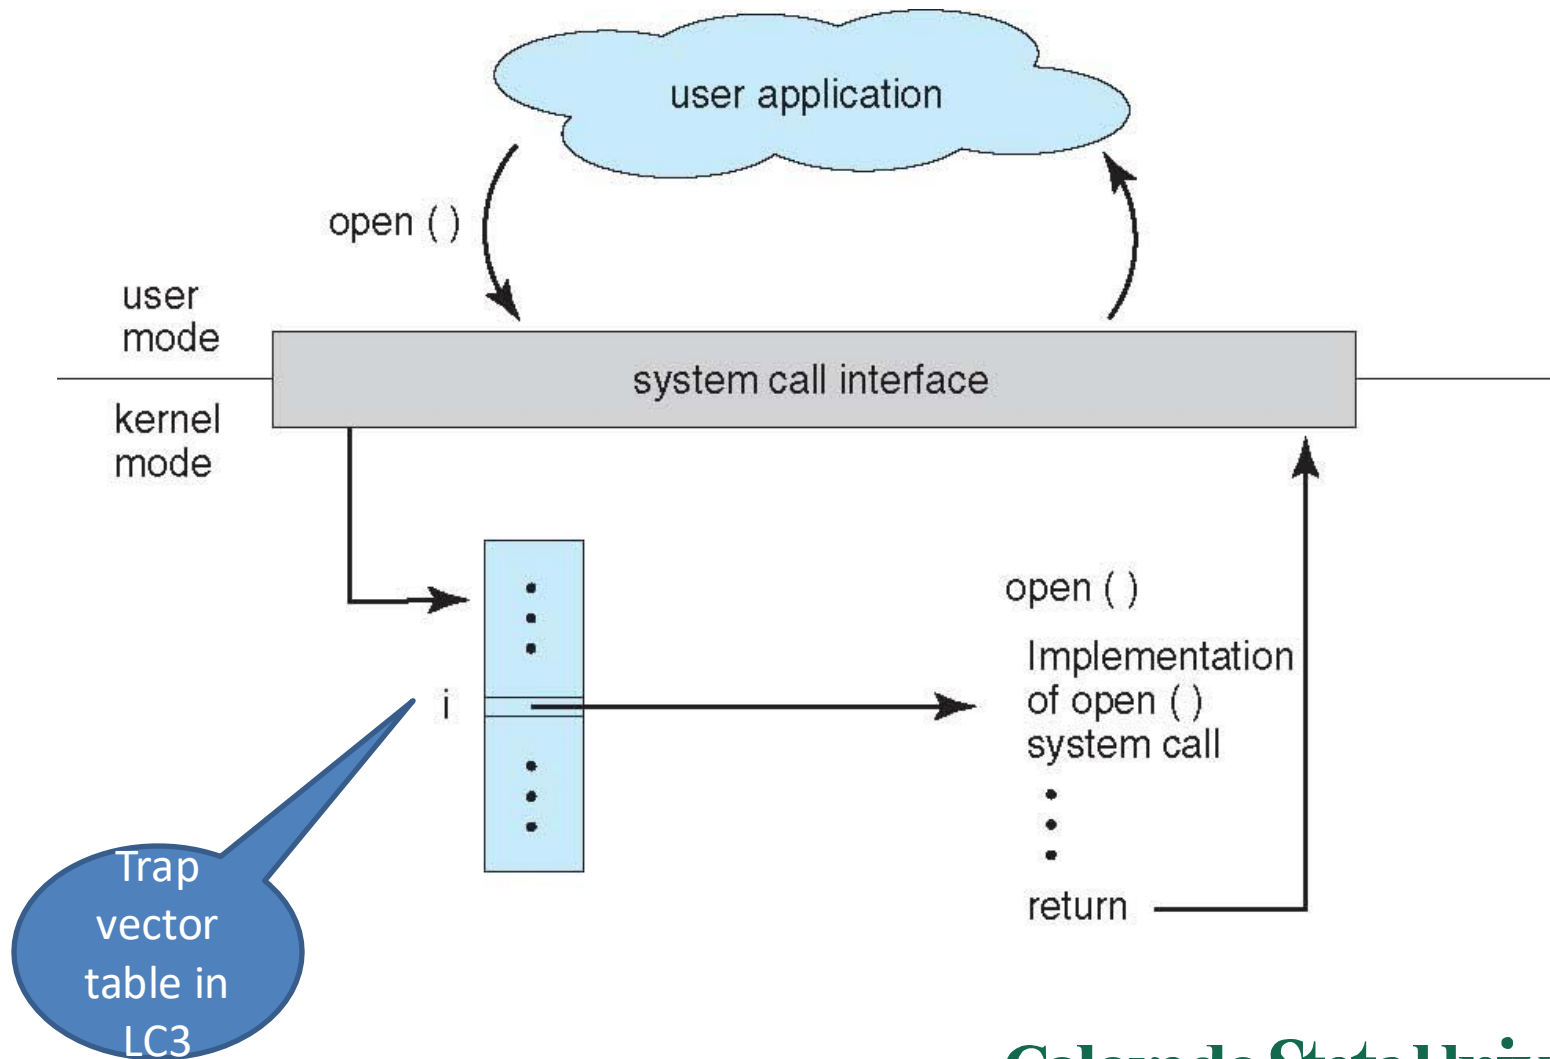 user application
open ( )
user
mode
system call interface
kernel
mode
open ( )
Implementation
of open ( )
system call
i
return
Trap
vector
table in
LC3